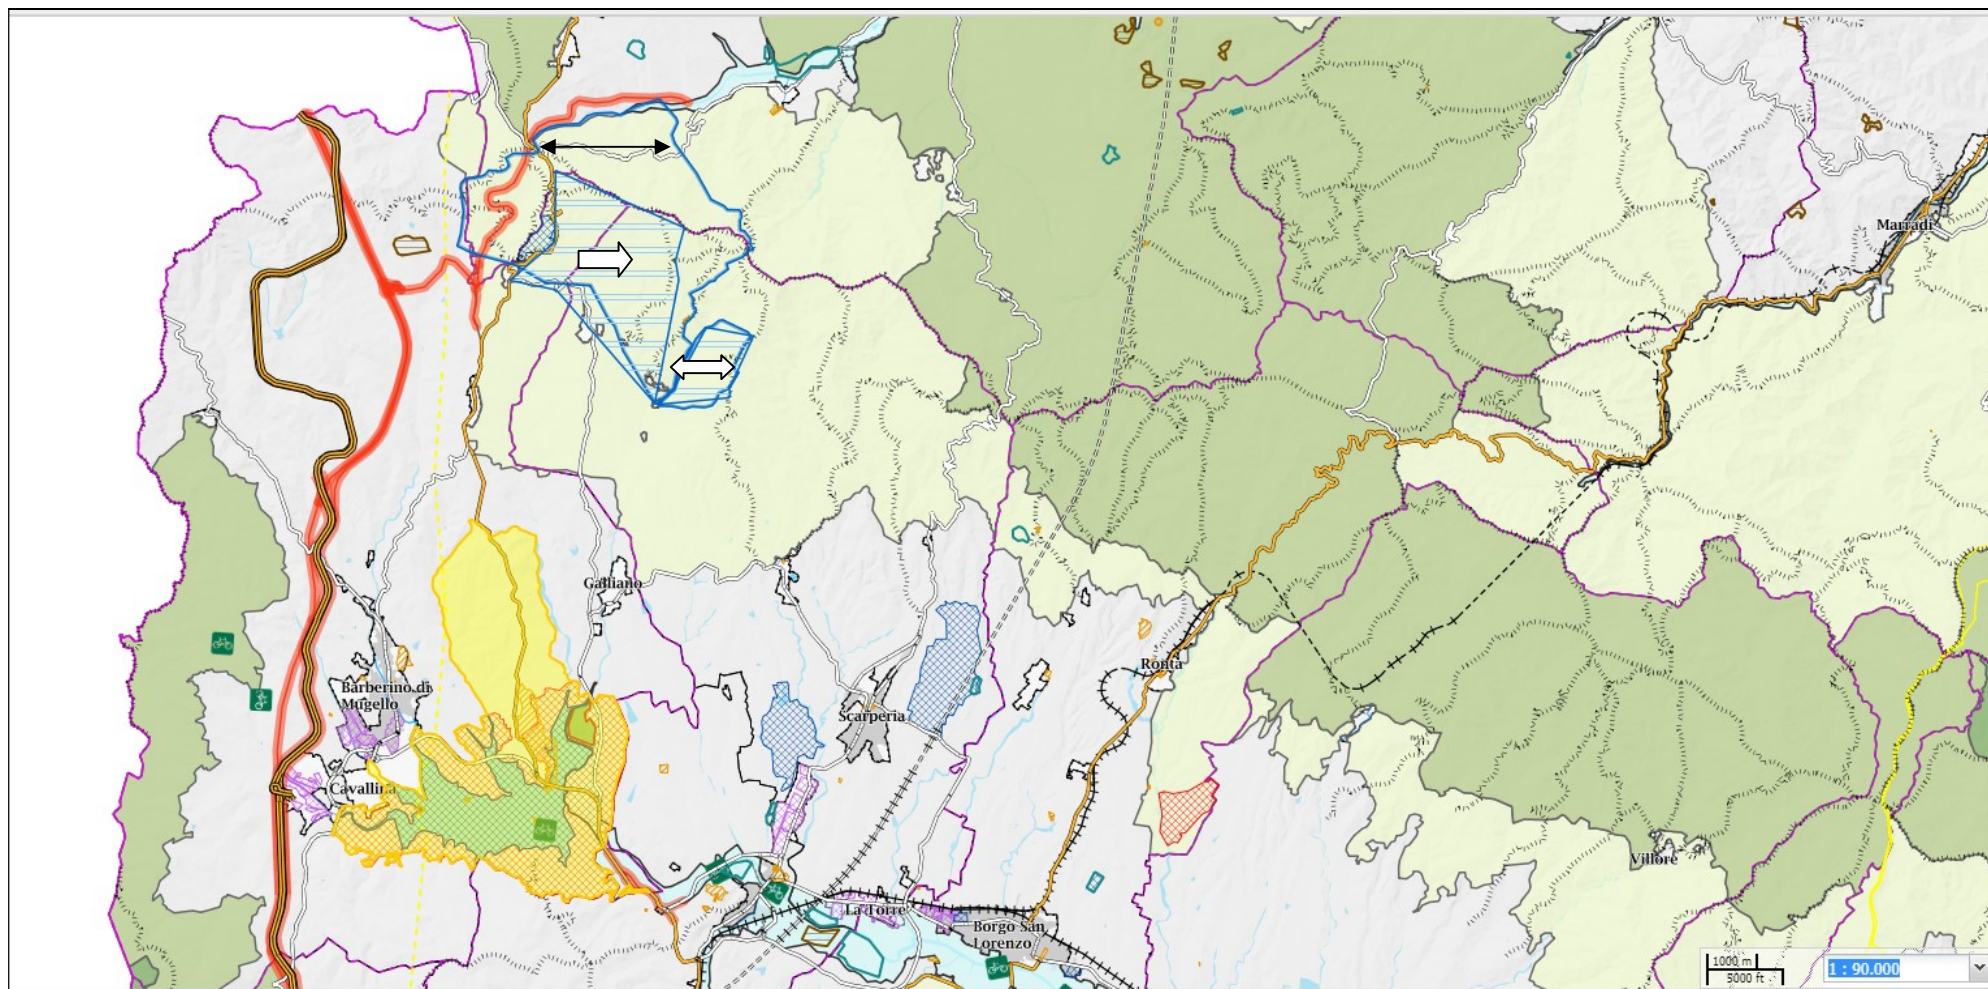 Marradi
Galliano
Ronta
Barberino di
Mugello
Scarperia
Cavallina
Villore
La Torre
Borgo San
Lorenzo
1000 m
5000 ft
1 : 90.000